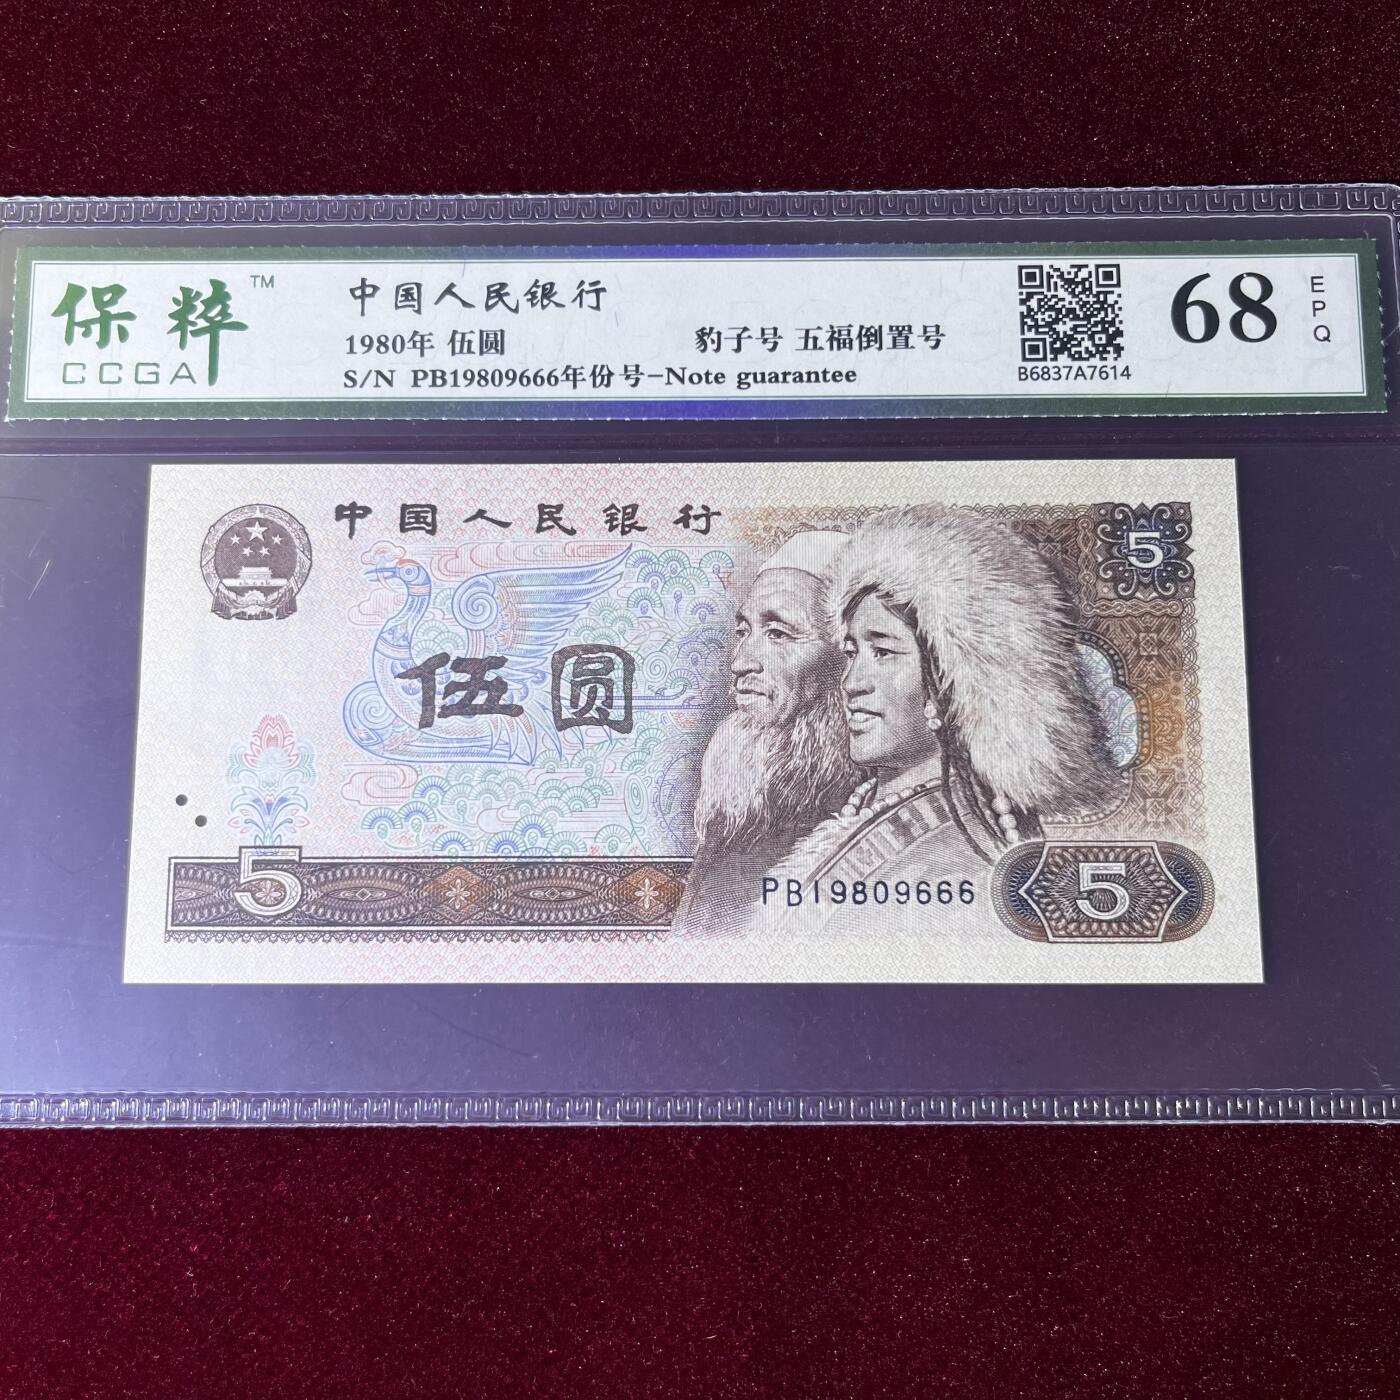 保粹™
CCGA
中国人民银行
1980年 伍圆
豹子号 五福倒置号
S/N PB19809666年份号-Note guarantee
B6837A7614
68
EPQ
中国人民银行
5
伍圆
5
PB19809666
5